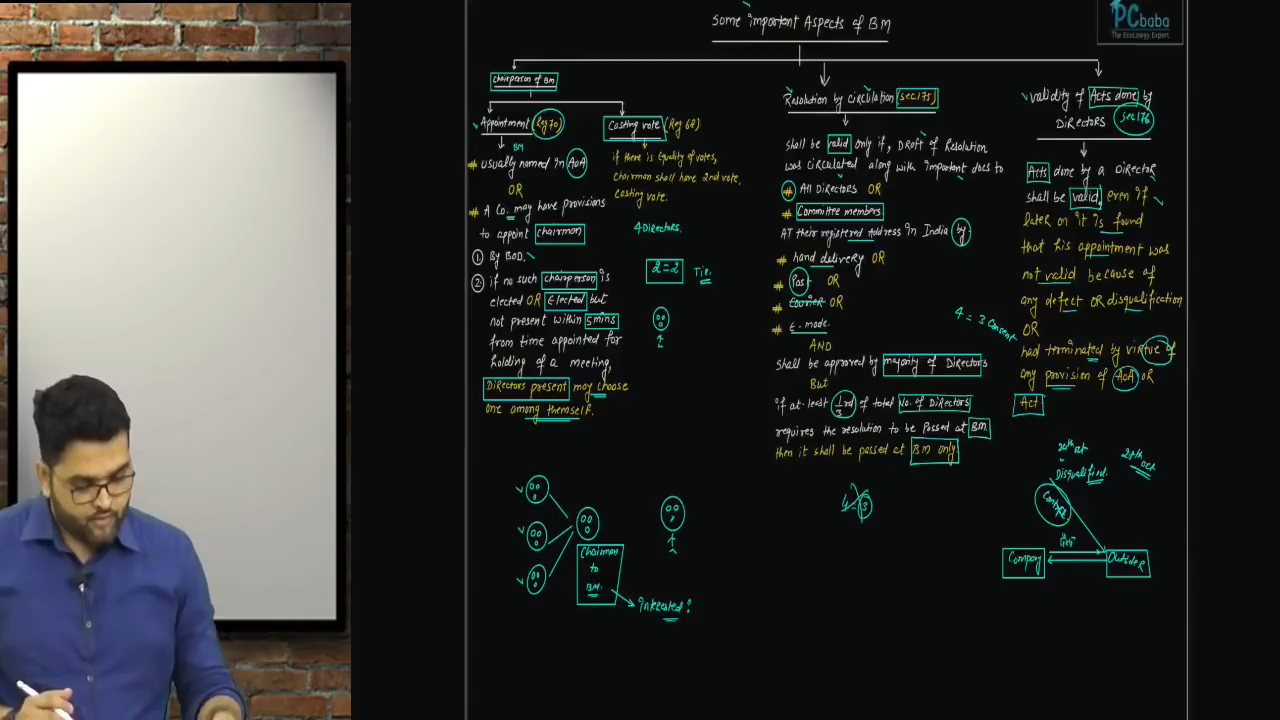 Some important Aspects of BM
PCbaba
The EcoLawgy Expert
Chairperson of BM
Appointment (Reg 70)
BM
# usually named in AOA
OR
# A Co. may have provisions
to appoint chairman
① By BOD.
② if no such chairperson is
elected OR Elected but
not present within 5mins
from time appointed for
holding of a meeting,
Directors present may choose
one among themself.
Casting vote (Reg 68)
if there is Equality of votes,
Chairman shall have 2nd vote,
casting vote.
4 Directors.
2 = 2 Tie.
Chairman
to
BM.
interested?
Resolution by circulation (sec 175)
shall be valid only if, Draft of Resolution
was circulated along with important docs to
# All Directors OR
# Committee members
AT their registered Address in India by
# hand delivery OR
# Post OR
# Courier OR
# E-mode.
AND
shall be approved by majority of Directors
But
if at-least 1/3rd of total No. of Directors
requires the resolution to be passed at BM
then it shall be passed at BM only
4 = 3 consent
validity of Acts done by
Directors sec 176
Acts done by a Director
shall be valid, even if
later on it is found
that his appointment was
not valid because of
any defect OR disqualification
OR
had terminated by virtue of
any provision of AOA OR
Act
20th oct
Disqualified.
25th oct
Company
Outsider